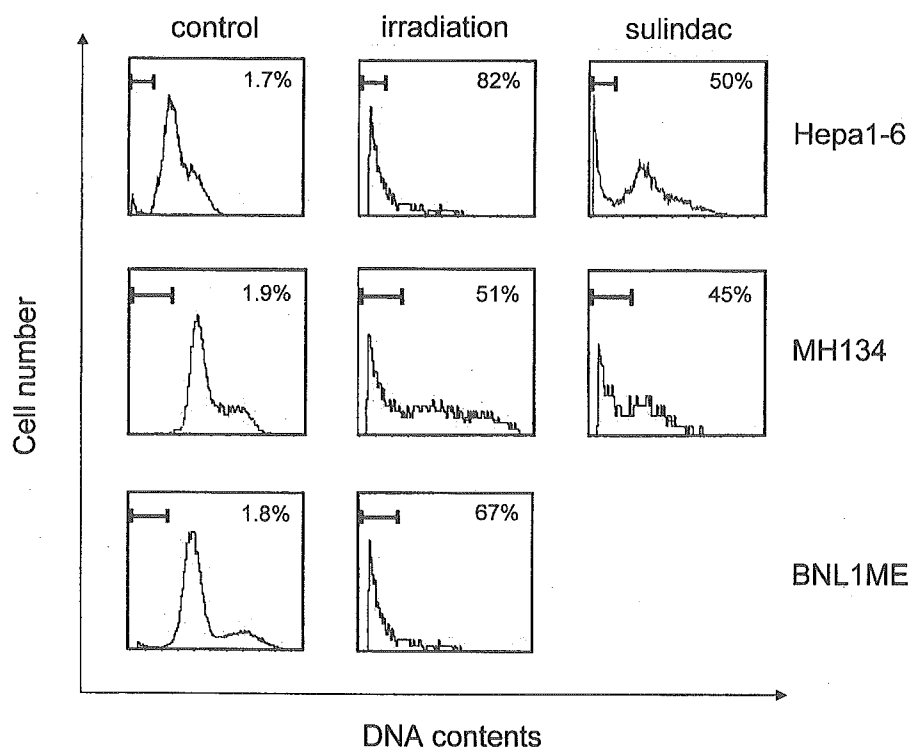 control irradiation sulindac
1.7% 82% 50% Hepa1-6
1.9% 51% 45% MH134
1.8% 67% BNL1ME
Cell number
DNA contents